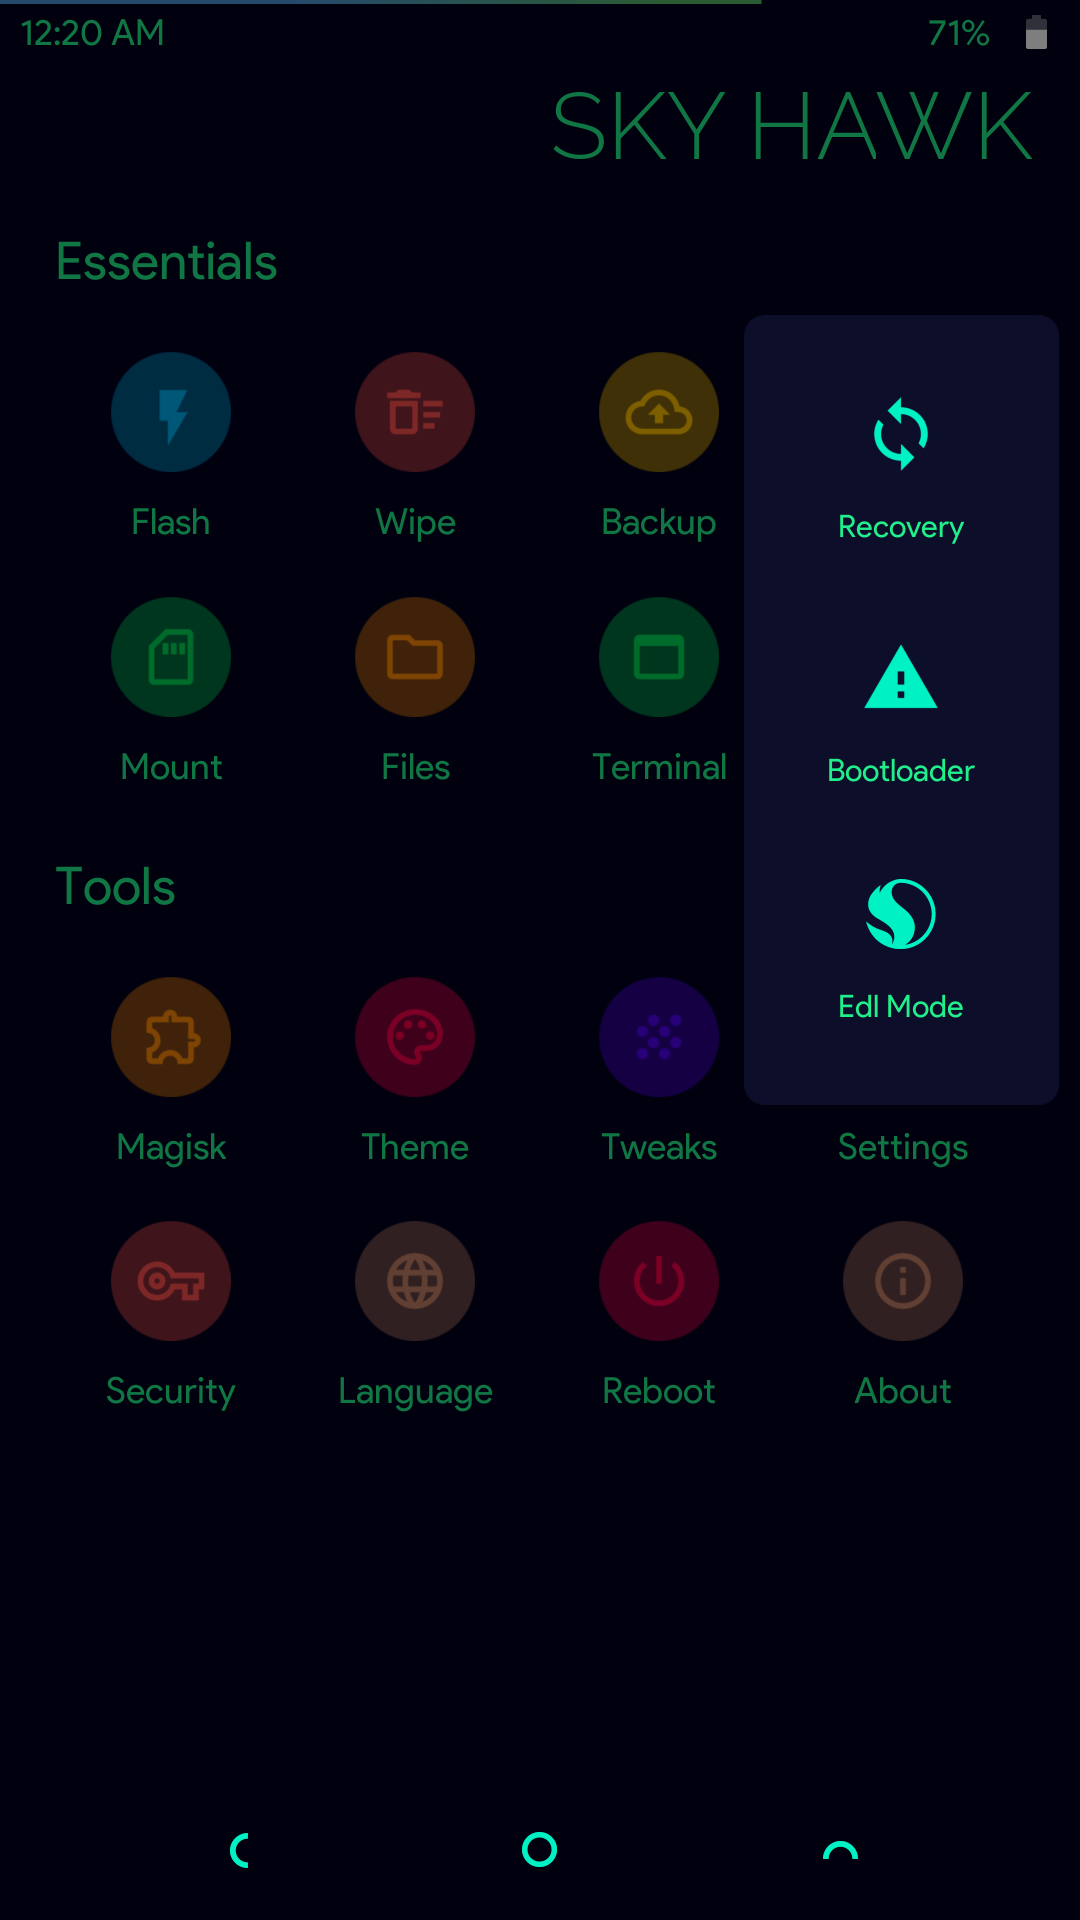 12:20 AM 71%
SKY HAWK
Essentials
Flash Wipe Backup
Recovery
Mount Files Terminal
Bootloader
Tools
Edl Mode
Magisk Theme Tweaks Settings
Security Language Reboot About